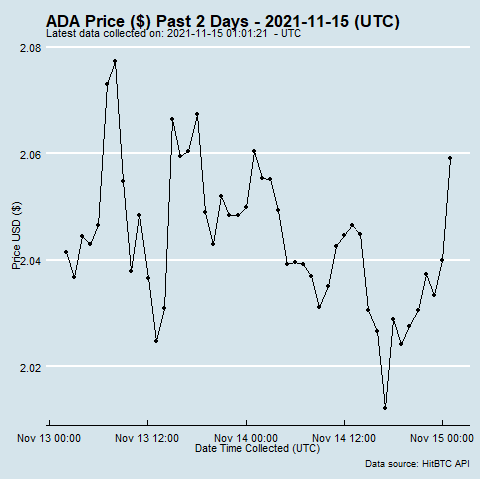 ADA Price ($) Past 2 Days - 2021-11-15 (UTC)
Latest data collected on: 2021-11-15 01:01:21  - UTC
2.08
2.06
2.04
2.02
Price USD ($)
Nov 13 00:00 Nov 13 12:00 Nov 14 00:00 Nov 14 12:00 Nov 15 00:00
Date Time Collected (UTC)
Data source: HitBTC API